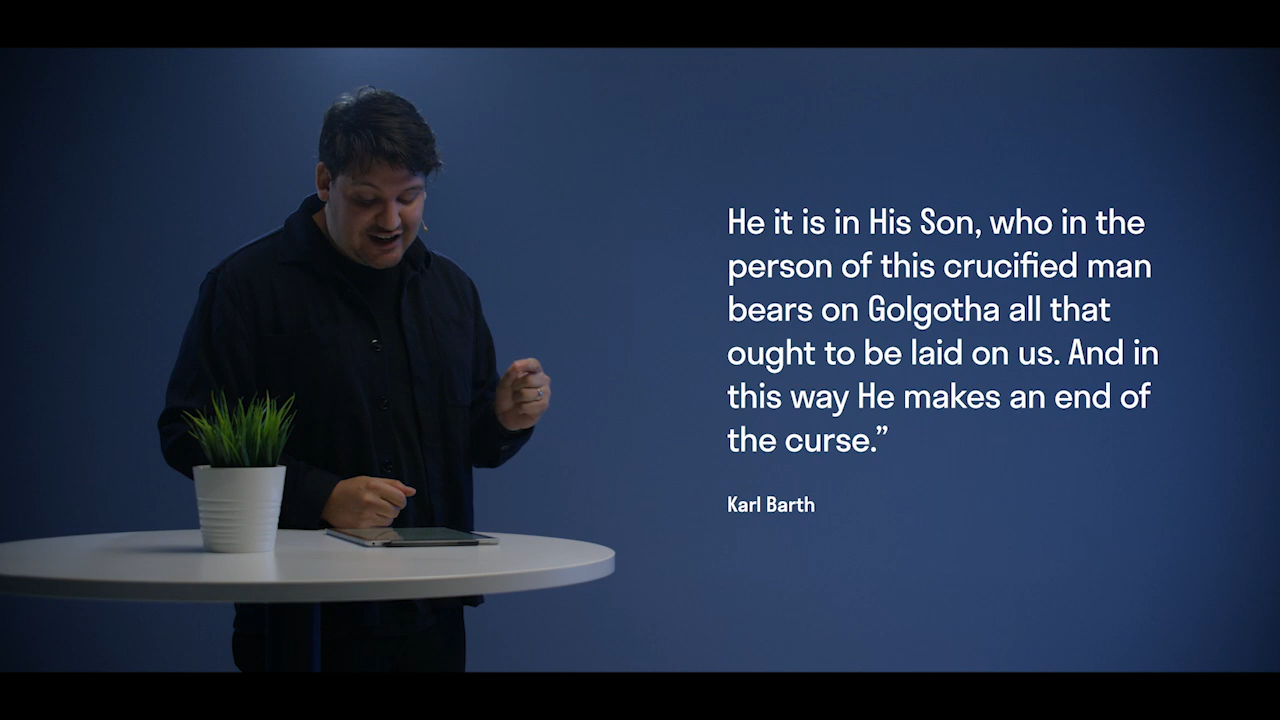 He it is in His Son, who in the
person of this crucified man
bears on Golgotha all that
ought to be laid on us. And in
this way He makes an end of
the curse.”
Karl Barth